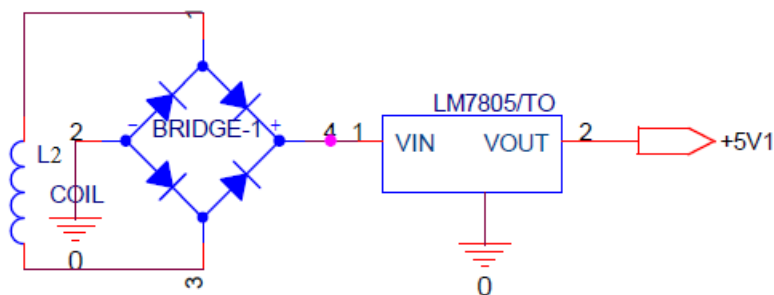 1
LM7805/TO
2 - BRIDGE-1 + 4 1 VIN VOUT 2 +5V1
L2
COIL
0
3
0